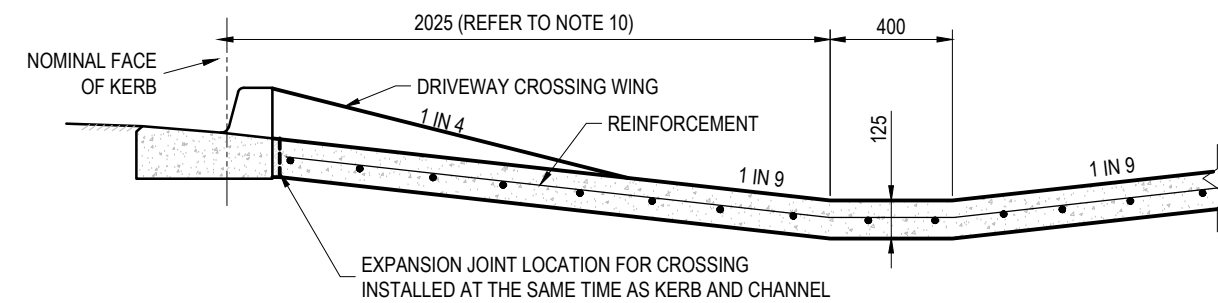 2025 (REFER TO NOTE 10)
400
NOMINAL FACE
OF KERB
DRIVEWAY CROSSING WING
1 IN 4
REINFORCEMENT
125
1 IN 9
1 IN 9
EXPANSION JOINT LOCATION FOR CROSSING
INSTALLED AT THE SAME TIME AS KERB AND CHANNEL